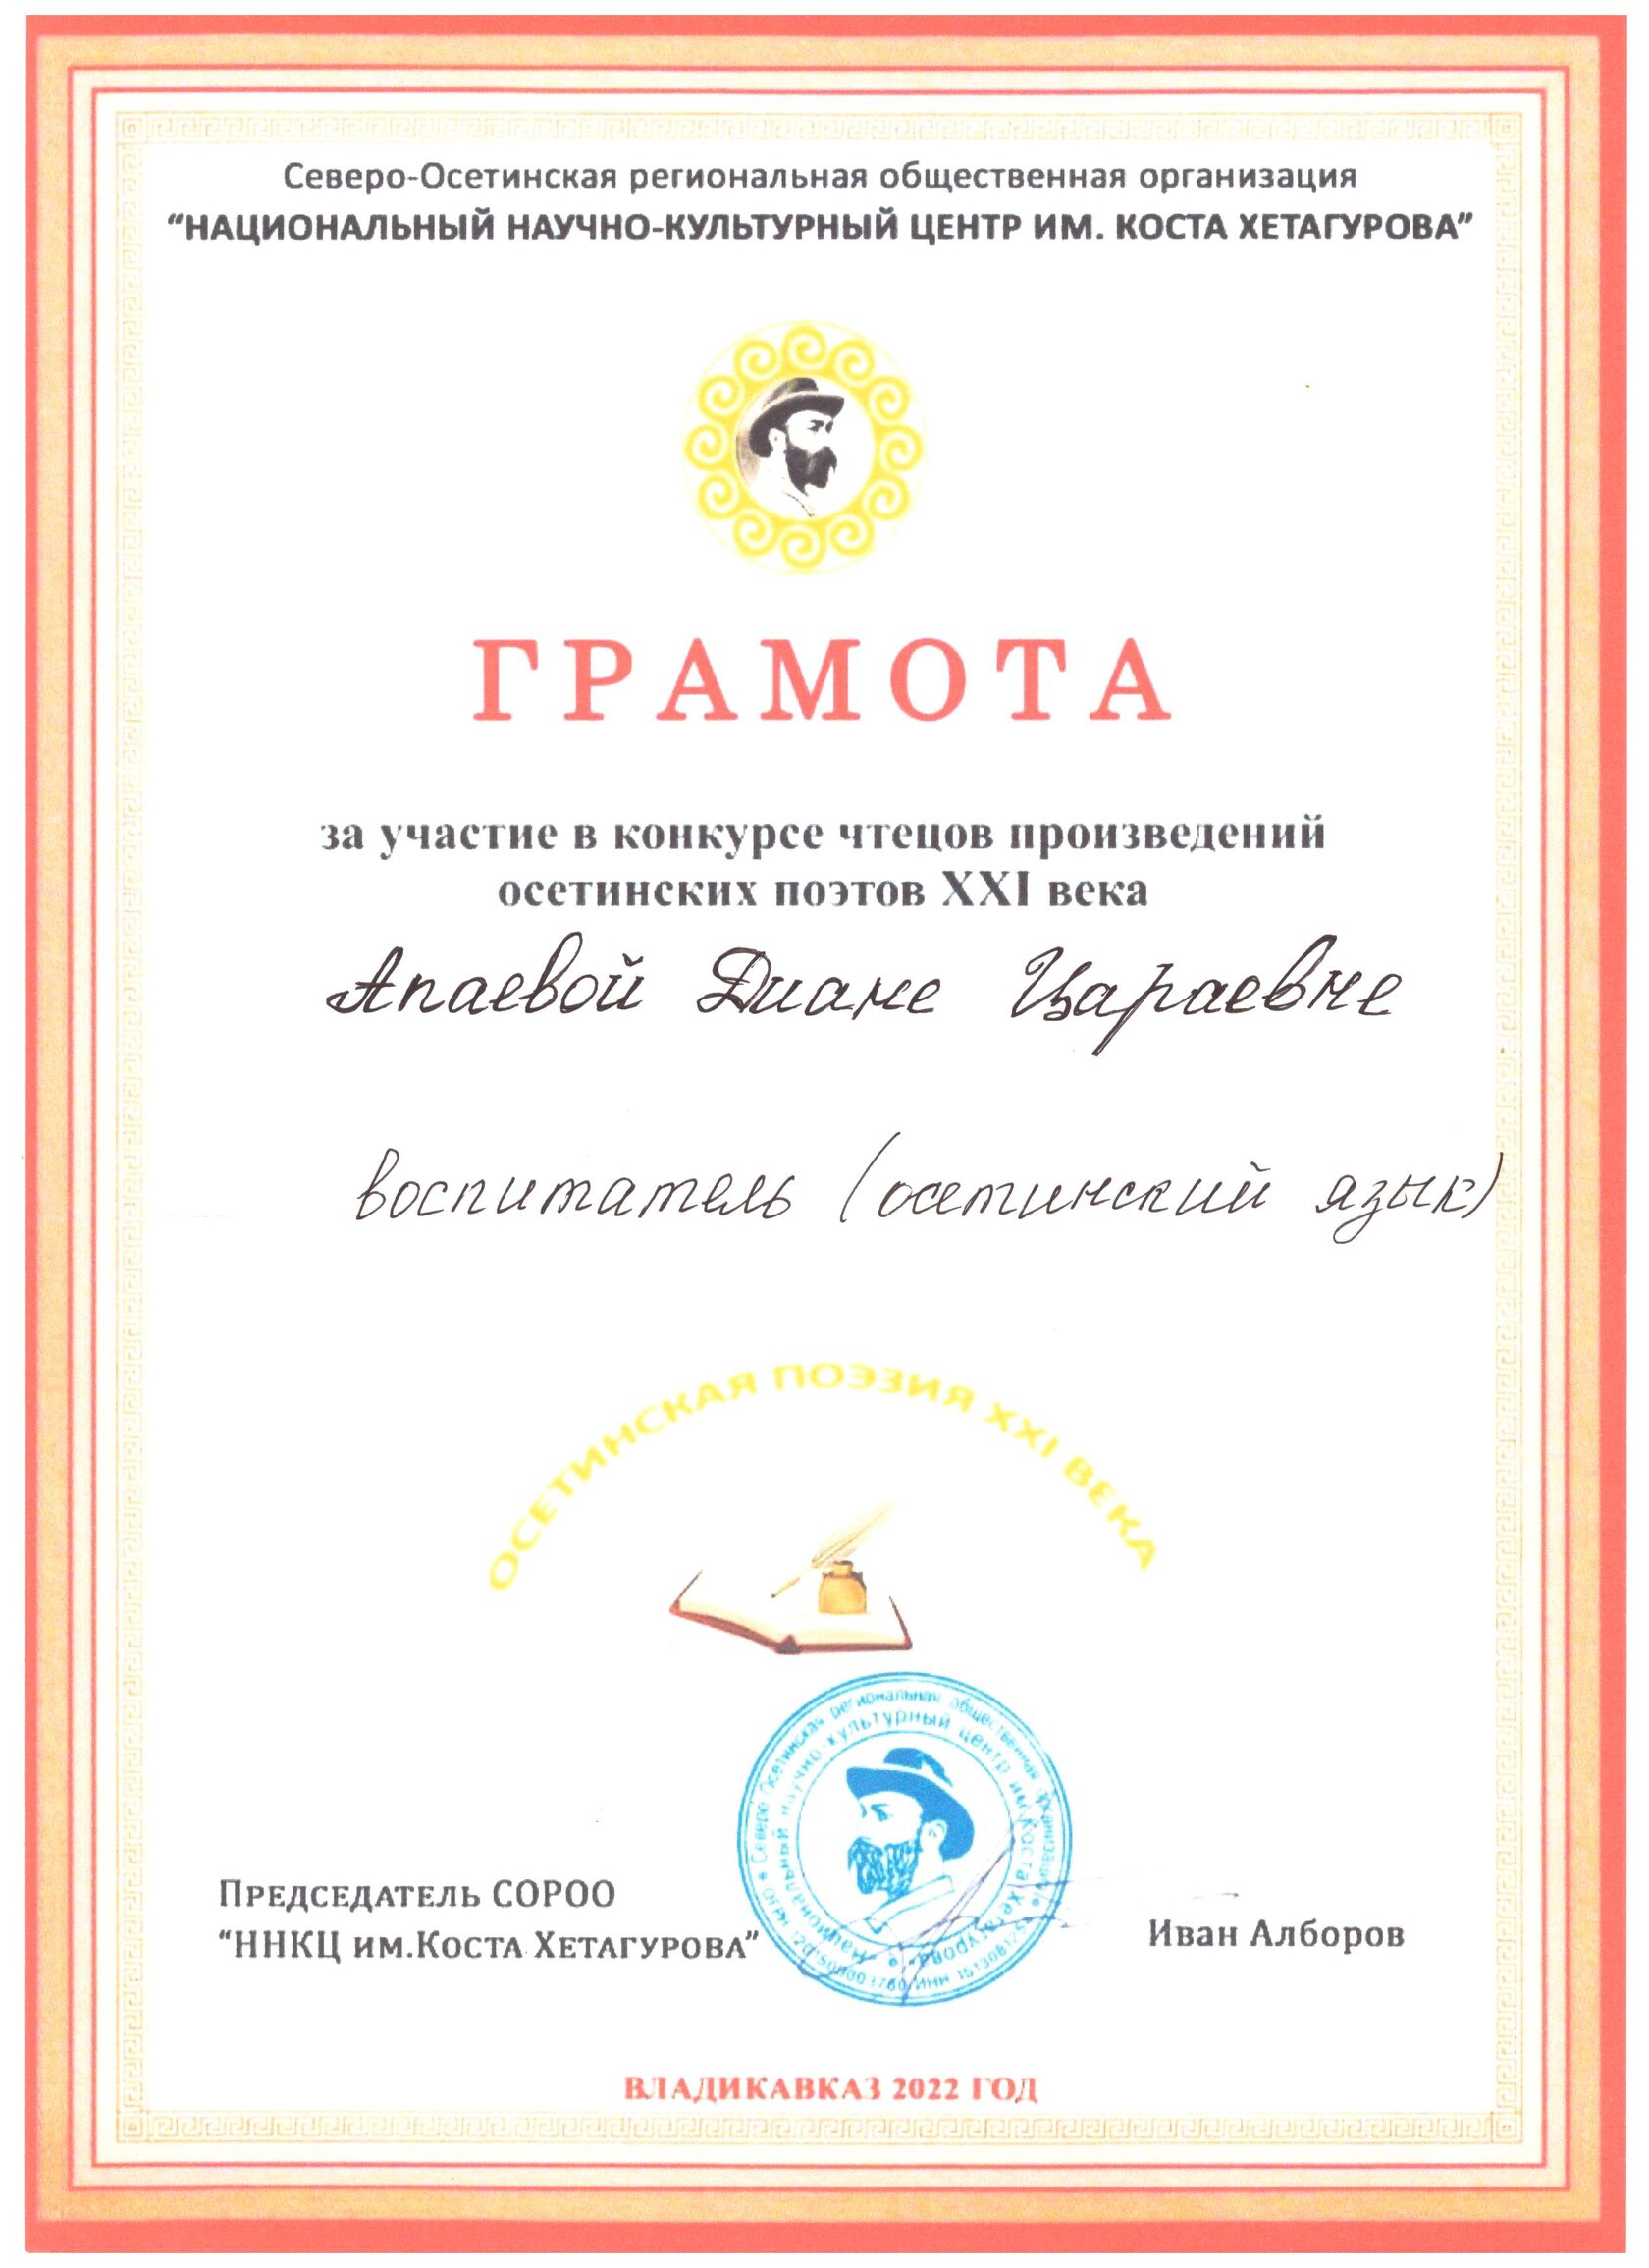 Северо-Осетинская региональная общественная организация
“НАЦИОНАЛЬНЫЙ НАУЧНО-КУЛЬТУРНЫЙ ЦЕНТР ИМ. КОСТА ХЕТАГУРОВА”
ГРАМОТА
за участие в конкурсе чтецов произведений
осетинских поэтов XXI века
Апаевой Диане Цараевне
воспитатель (осетинский язык)
ОСЕТИНСКАЯ ПОЭЗИЯ XXI ВЕКА
Северо Осетинская региональная общественная организация
Национальный научно-культурный центр им Коста Хетагурова
ИНН
ПРЕДСЕДАТЕЛЬ СОРОО
“ННКЦ ИМ.КОСТА ХЕТАГУРОВА”
Иван Алборов
ВЛАДИКАВКАЗ 2022 ГОД